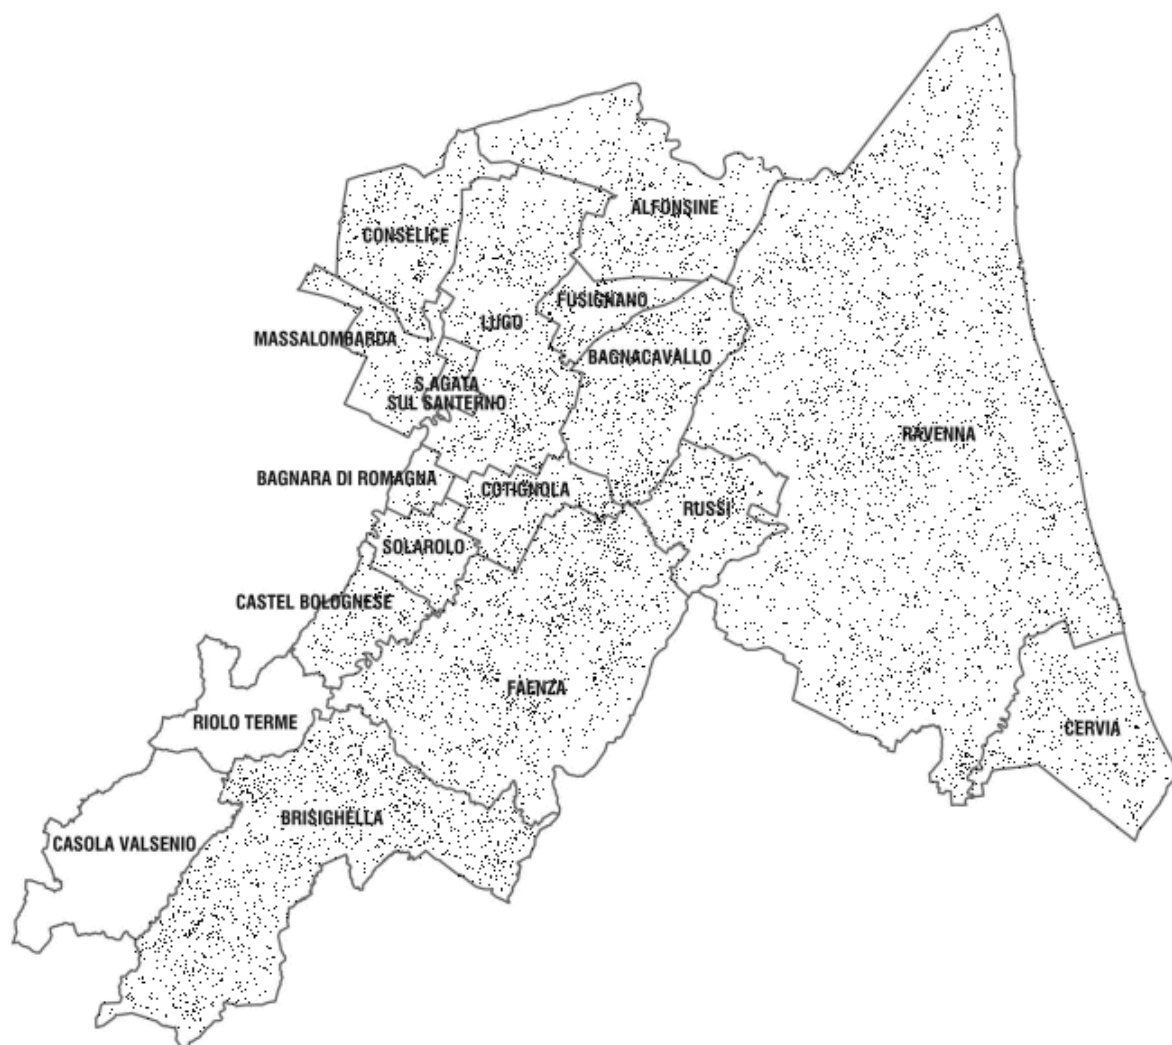 ALFONSINE
CONSELICE
FUSIGNANO
LUGO
MASSALOMBARDA
BAGNACAVALLO
S.AGATA
SUL SANTERNO
RAVENNA
BAGNARA DI ROMAGNA
COTIGNOLA
RUSSI
SOLAROLO
CASTEL BOLOGNESE
FAENZA
RIOLO TERME
CERVIA
BRISIGHELLA
CASOLA VALSENIO